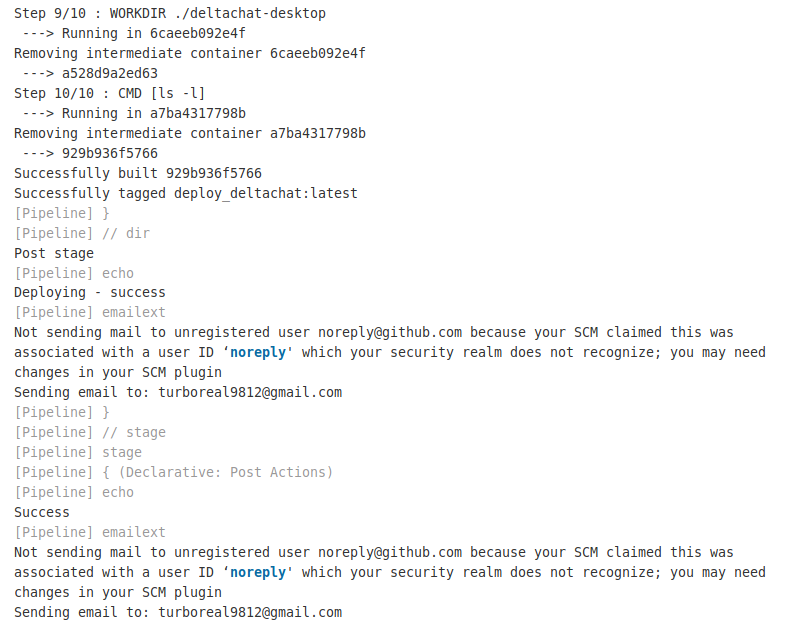 Step 9/10 : WORKDIR ./deltachat-desktop
 ---> Running in 6caeeb092e4f
Removing intermediate container 6caeeb092e4f
 ---> a528d9a2ed63
Step 10/10 : CMD [ls -l]
 ---> Running in a7ba4317798b
Removing intermediate container a7ba4317798b
 ---> 929b936f5766
Successfully built 929b936f5766
Successfully tagged deploy_deltachat:latest
[Pipeline] }
[Pipeline] // dir
Post stage
[Pipeline] echo
Deploying - success
[Pipeline] emailext
Not sending mail to unregistered user noreply@github.com because your SCM claimed this was
associated with a user ID ‘noreply' which your security realm does not recognize; you may need
changes in your SCM plugin
Sending email to: turboreal9812@gmail.com
[Pipeline] }
[Pipeline] // stage
[Pipeline] stage
[Pipeline] { (Declarative: Post Actions)
[Pipeline] echo
Success
[Pipeline] emailext
Not sending mail to unregistered user noreply@github.com because your SCM claimed this was
associated with a user ID ‘noreply' which your security realm does not recognize; you may need
changes in your SCM plugin
Sending email to: turboreal9812@gmail.com